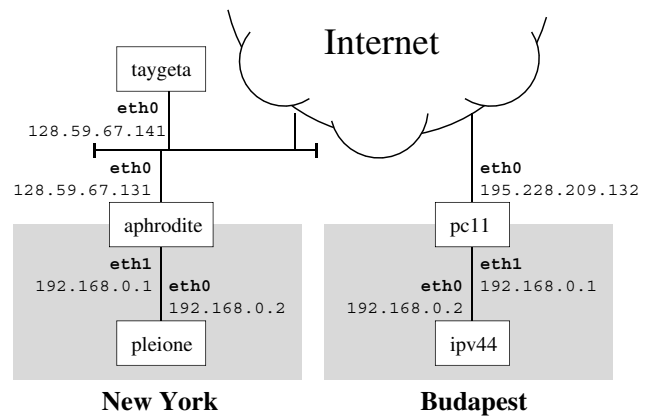 Internet
taygeta
eth0
128.59.67.141
eth0
128.59.67.131
eth0
195.228.209.132
aphrodite
pc11
eth1
192.168.0.1
eth0
192.168.0.2
eth1
192.168.0.1
eth0
192.168.0.2
pleione
ipv44
New York
Budapest